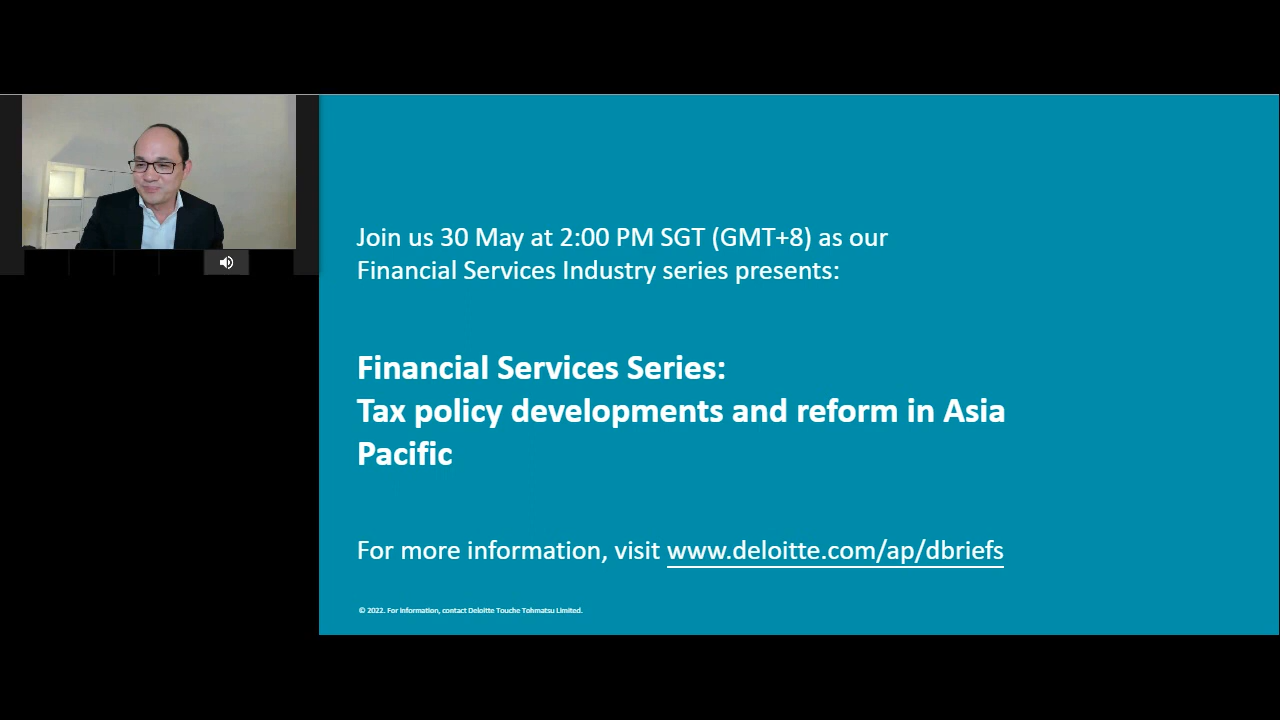 Join us 30 May at 2:00 PM SGT (GMT+8) as our
Financial Services Industry series presents:
Financial Services Series:
Tax policy developments and reform in Asia
Pacific
For more information, visit www.deloitte.com/ap/dbriefs
© 2022. For information, contact Deloitte Touche Tohmatsu Limited.